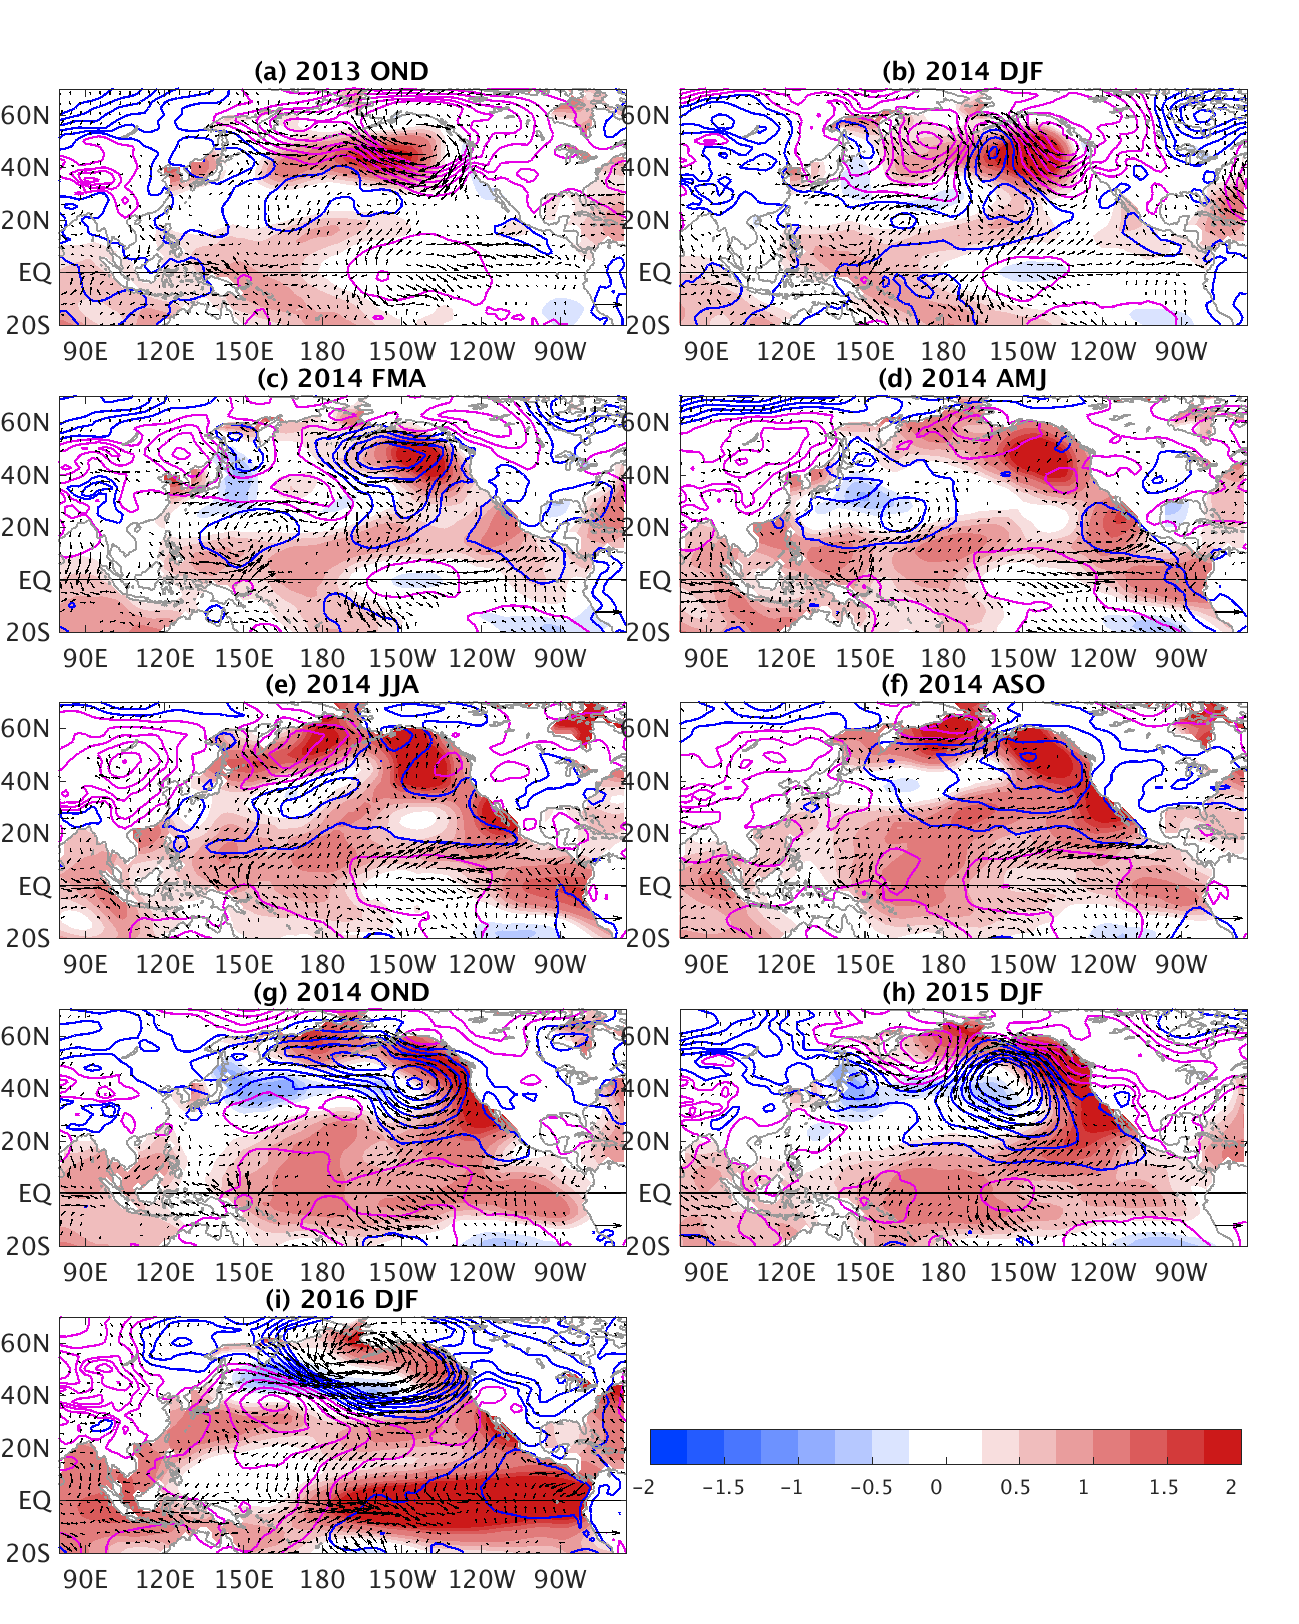 (a) 2013 OND
(b) 2014 DJF
60N 60N
40N 40N
20N 20N
EQ EQ
20S 20S
90E 120E 150E 180 150W 120W 90W 90E 120E 150E 180 150W 120W 90W
(c) 2014 FMA
(d) 2014 AMJ
60N 60N
40N 40N
20N 20N
EQ EQ
20S 20S
90E 120E 150E 180 150W 120W 90W 90E 120E 150E 180 150W 120W 90W
(e) 2014 JJA
(f) 2014 ASO
60N 60N
40N 40N
20N 20N
EQ EQ
20S 20S
90E 120E 150E 180 150W 120W 90W 90E 120E 150E 180 150W 120W 90W
(g) 2014 OND
(h) 2015 DJF
60N 60N
40N 40N
20N 20N
EQ EQ
20S 20S
90E 120E 150E 180 150W 120W 90W 90E 120E 150E 180 150W 120W 90W
(i) 2016 DJF
60N
40N
20N
EQ
20S
90E 120E 150E 180 150W 120W 90W
-2 -1.5 -1 -0.5 0 0.5 1 1.5 2